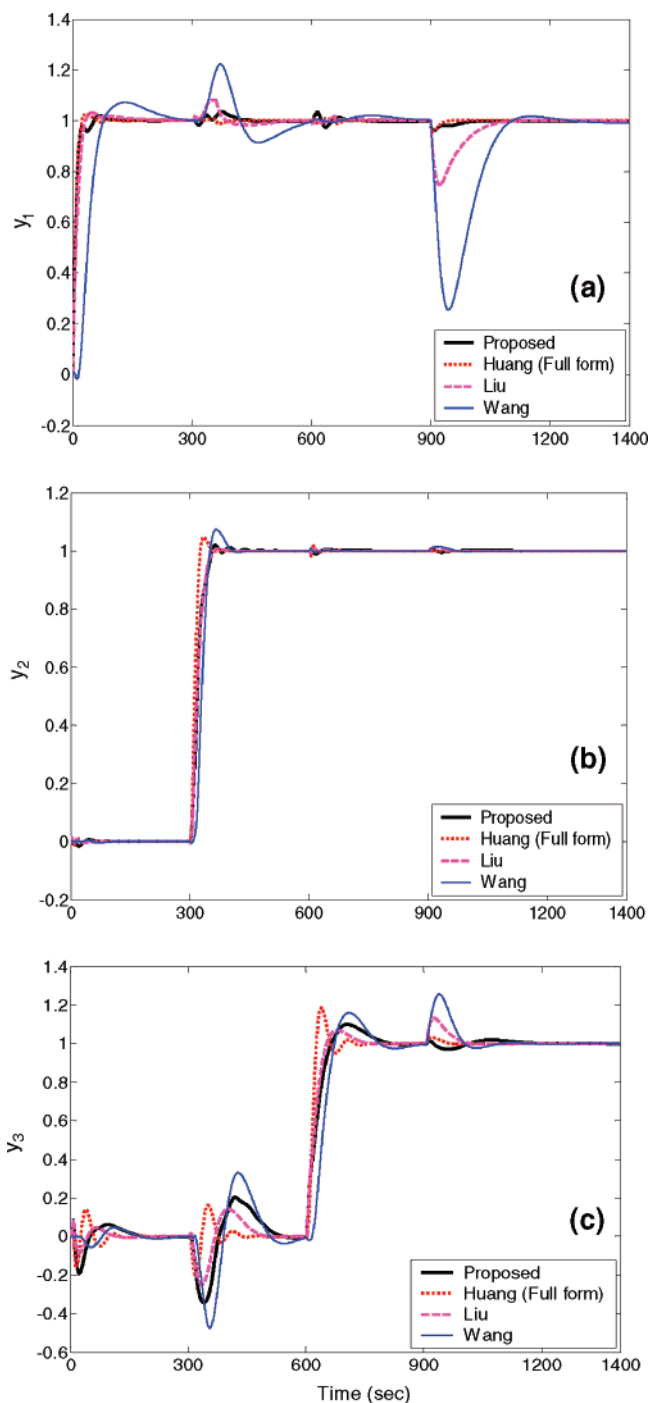 1.4
1.2
1
0.8
0.6
0.4
0.2
0
-0.2
y1
(a)
Proposed
Huang (Full form)
Liu
Wang
0 300 600 900 1200 1400
1.2
1
0.8
0.6
0.4
0.2
0
-0.2
y2
(b)
Proposed
Huang (Full form)
Liu
Wang
0 300 600 900 1200 1400
1.4
1.2
1
0.8
0.6
0.4
0.2
0
-0.2
-0.4
-0.6
y3
(c)
Proposed
Huang (Full form)
Liu
Wang
0 300 600 900 1200 1400
Time (sec)